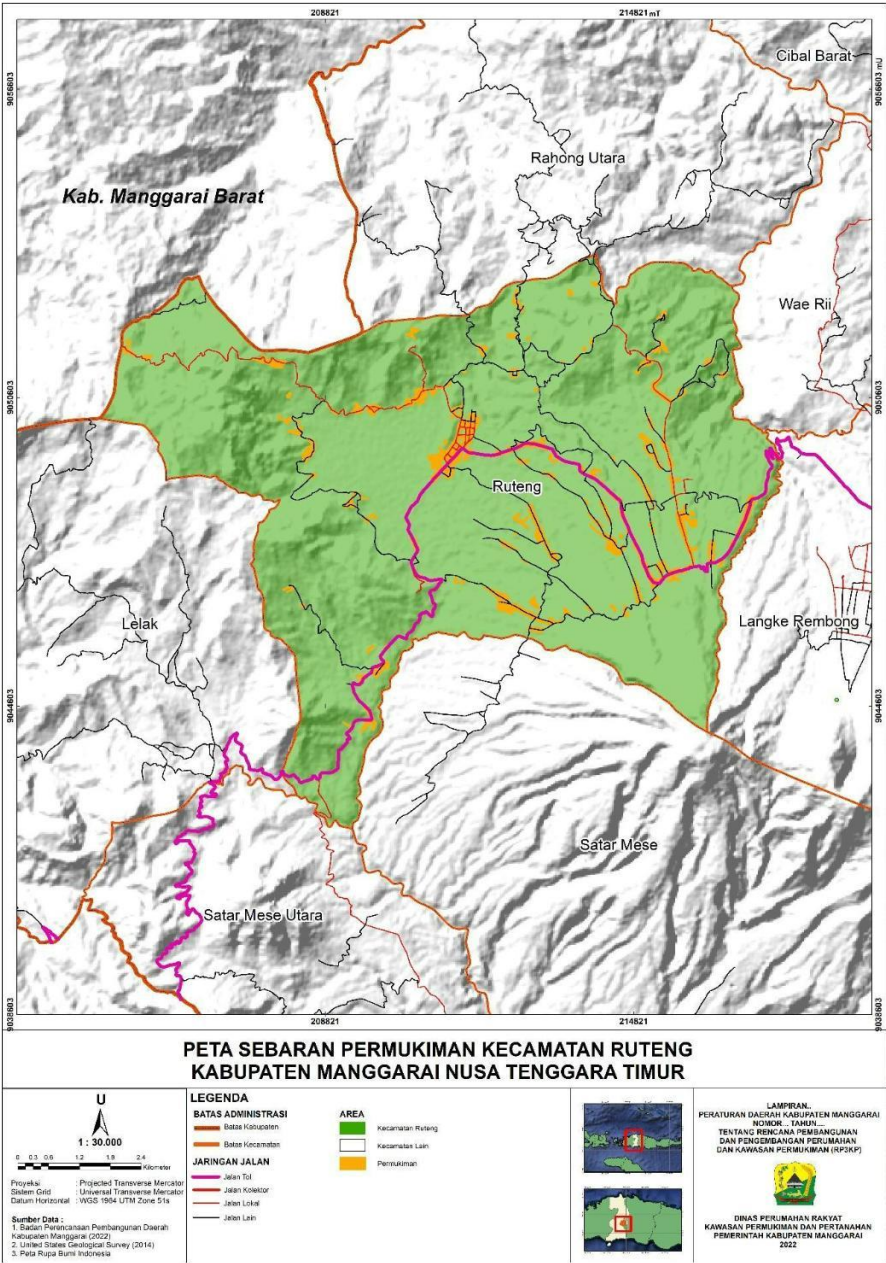 208821
214821 mT
9056603
9056603 mU
Cibal Barat
Rahong Utara
Kab. Manggarai Barat
Wae Rii
9050603
9050603
Ruteng
Lelak
Langke Rembong
9044603
9044603
Satar Mese
Satar Mese Utara
9038603
9038603
208821
214821
PETA SEBARAN PERMUKIMAN KECAMATAN RUTENG
KABUPATEN MANGGARAI NUSA TENGGARA TIMUR
U
1 : 30.000
0 0.3 0.6 1.2 1.8 2.4
Kilometer
Proyeksi : Projected Transverse Mercator
Sistem Grid : Universal Transverse Mercator
Datum Horizontal : WGS 1984 UTM Zone 51s
Sumber Data :
1. Badan Perencanaan Pembangunan Daerah
Kabupaten Manggarai (2022)
2. United States Geological Survey (2014)
3. Peta Rupa Bumi Indonesia
LEGENDA
BATAS ADMINISTRASI
Batas Kabupaten
Batas Kecamatan
JARINGAN JALAN
Jalan Tol
Jalan Kolektor
Jalan Lokal
Jalan Lain
AREA
Kecamatan Ruteng
Kecamatan Lain
Permukiman
LAMPIRAN..
PERATURAN DAERAH KABUPATEN MANGGARAI
NOMOR... TAHUN....
TENTANG RENCANA PEMBANGUNAN
DAN PENGEMBANGAN PERUMAHAN
DAN KAWASAN PERMUKIMAN (RP3KP)
DINAS PERUMAHAN RAKYAT
KAWASAN PERMUKIMAN DAN PERTANAHAN
PEMERINTAH KABUPATEN MANGGARAI
2022